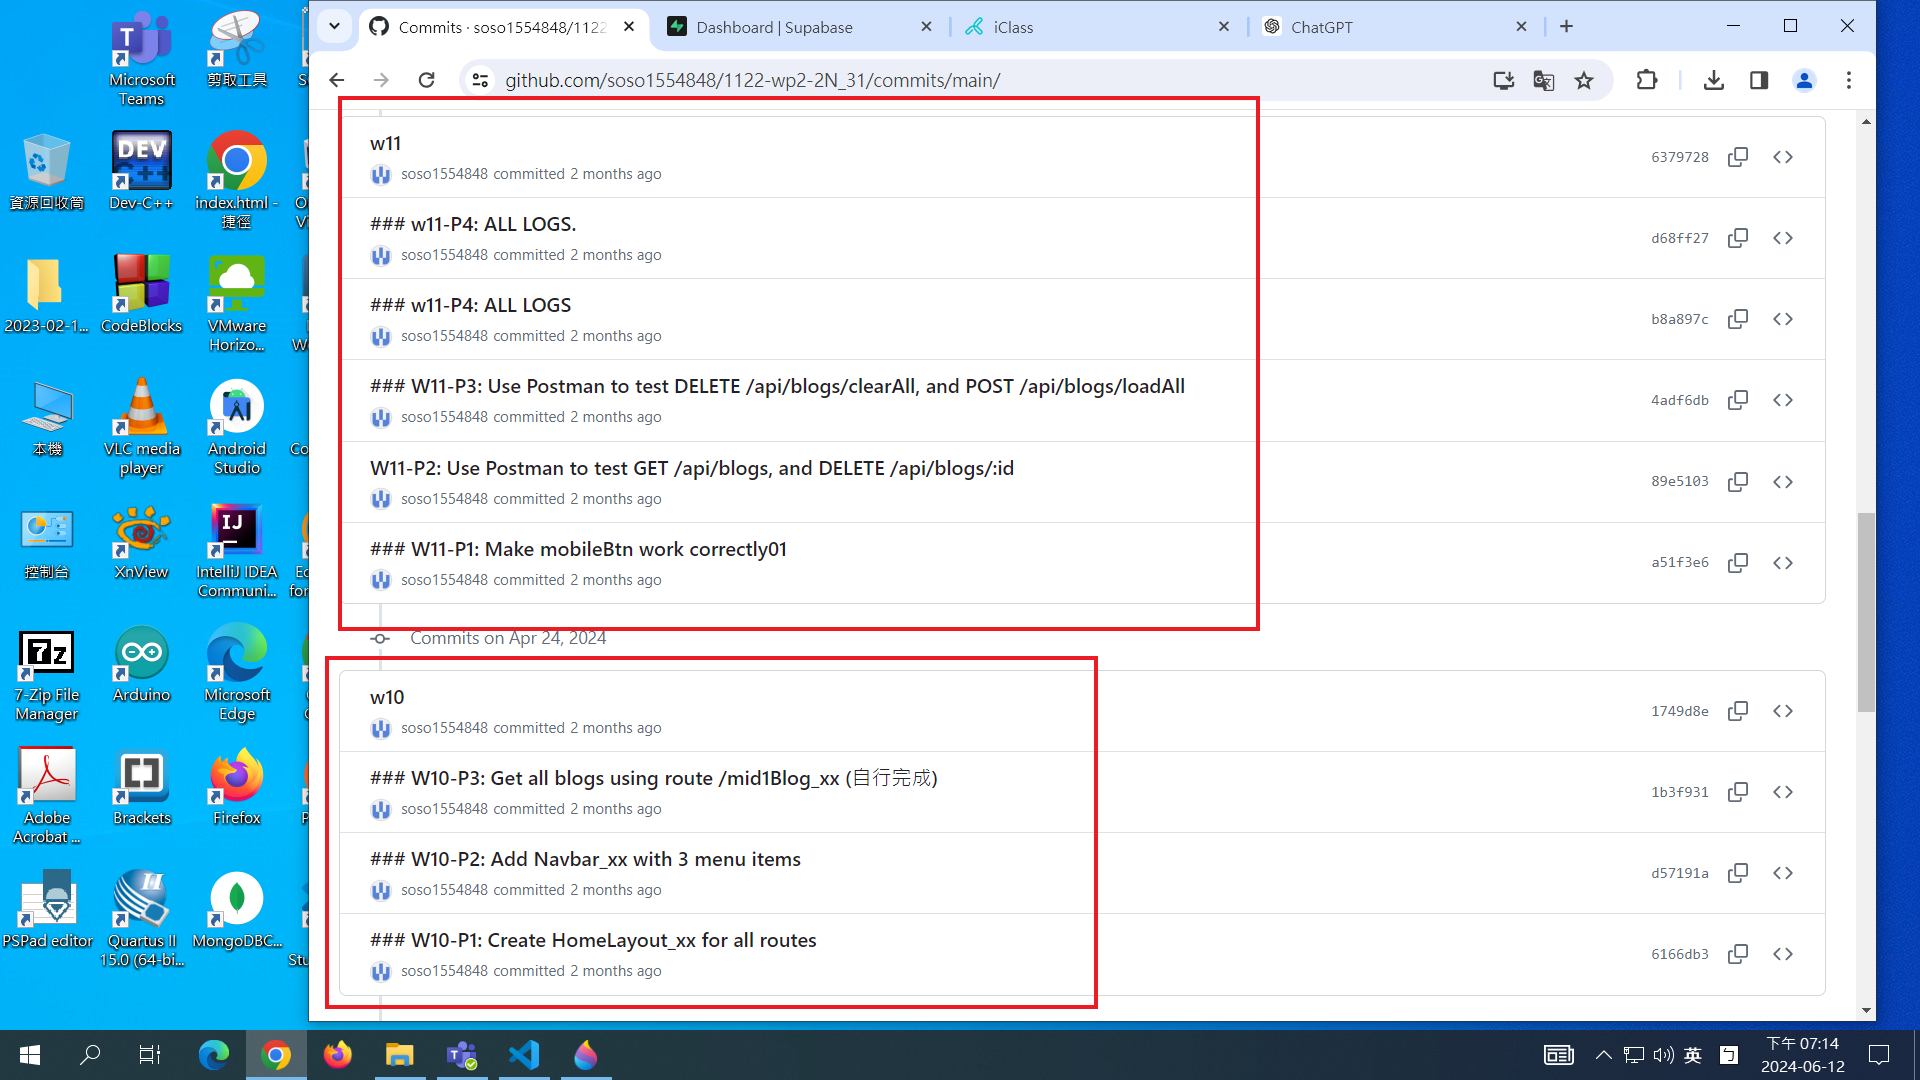 Commits · soso1554848/1122
Dashboard | Supabase
iClass
ChatGPT
github.com/soso1554848/1122-wp2-2N_31/commits/main/
w11
soso1554848 committed 2 months ago
6379728
### w11-P4: ALL LOGS.
soso1554848 committed 2 months ago
d68ff27
### w11-P4: ALL LOGS
soso1554848 committed 2 months ago
b8a897c
### W11-P3: Use Postman to test DELETE /api/blogs/clearAll, and POST /api/blogs/loadAll
soso1554848 committed 2 months ago
4adf6db
W11-P2: Use Postman to test GET /api/blogs, and DELETE /api/blogs/:id
soso1554848 committed 2 months ago
89e5103
### W11-P1: Make mobileBtn work correctly01
soso1554848 committed 2 months ago
a51f3e6
Commits on Apr 24, 2024
w10
soso1554848 committed 2 months ago
1749d8e
### W10-P3: Get all blogs using route /mid1Blog_xx (自行完成)
soso1554848 committed 2 months ago
1b3f931
### W10-P2: Add Navbar_xx with 3 menu items
soso1554848 committed 2 months ago
d57191a
### W10-P1: Create HomeLayout_xx for all routes
soso1554848 committed 2 months ago
6166db3
Microsoft
Teams
剪取工具
資源回收筒
DEV
C++
Dev-C++
index.html -
捷徑
2023-02-1...
CodeBlocks
VMware
Horizo...
本機
VLC media
player
Android
Studio
控制台
XnView
IJ
IntelliJ IDEA
Communi...
7z
7-Zip File
Manager
Arduino
Microsoft
Edge
Adobe
Acrobat ...
Brackets
Firefox
PSPad editor
II
Quartus II
15.0 (64-bi...
MongoDBC...
英
ㄅ
下午 07:14
2024-06-12